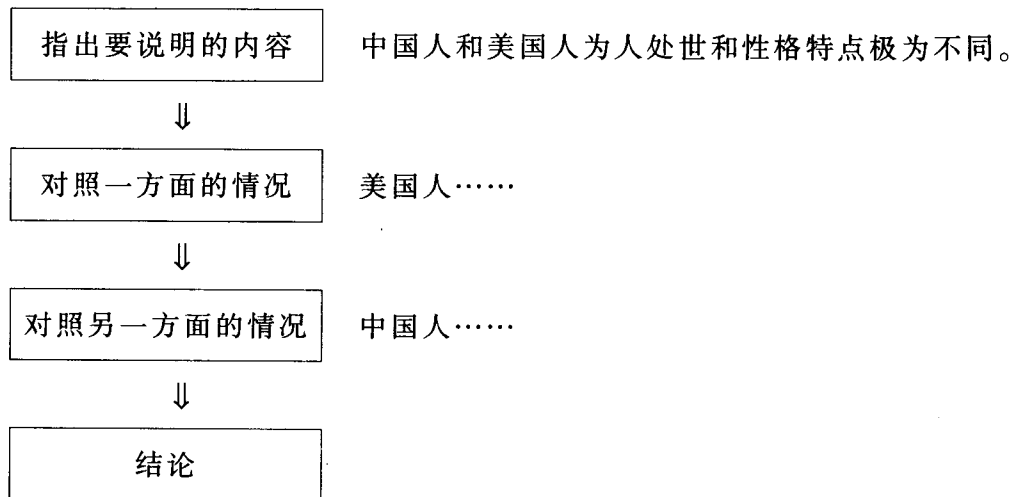 指出要说明的内容 中国人和美国人为人处世和性格特点极为不同。
⇓
对照一方面的情况 美国人……
⇓
对照另一方面的情况 中国人……
⇓
结论